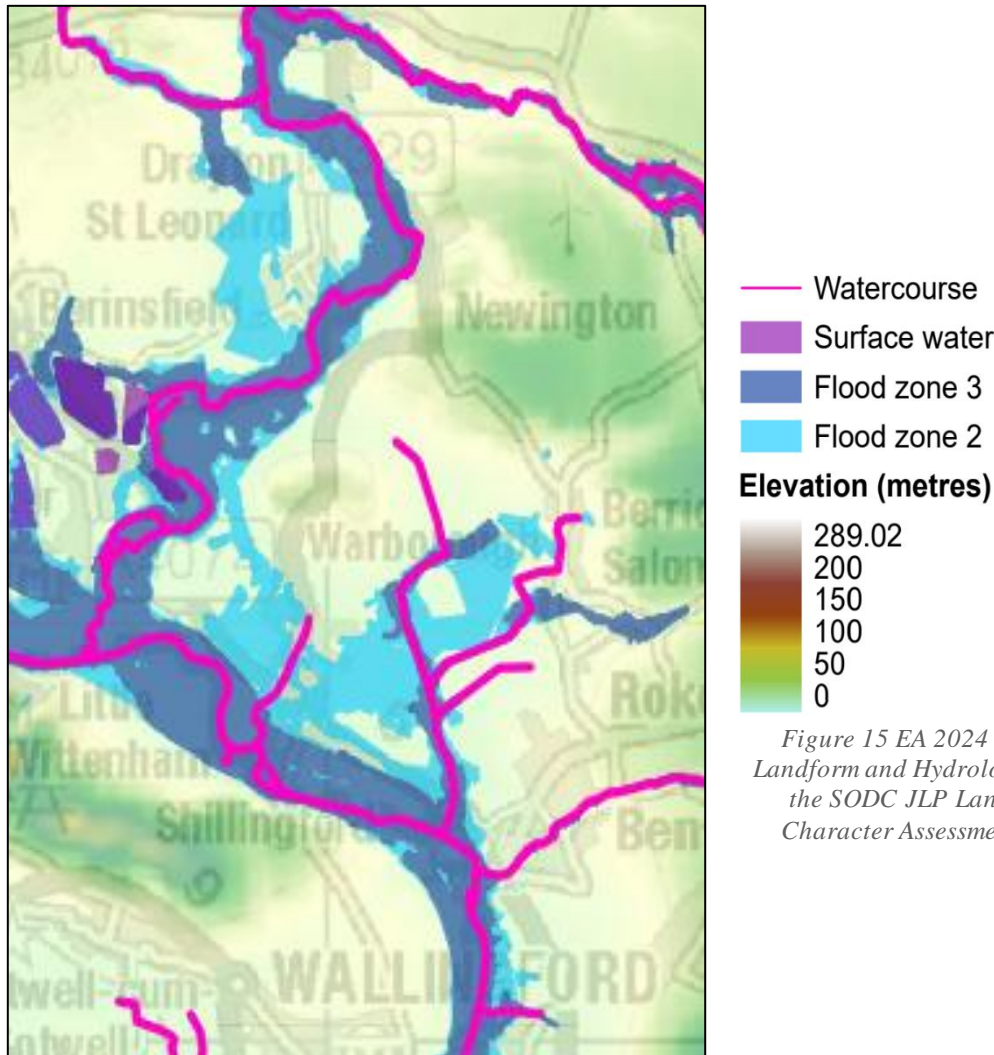 Drayton
St Leonard
Berinsfield
Newington
Warborough
Shillingford
WALLINGFORD
Watercourse
Surface water
Flood zone 3
Flood zone 2
Elevation (metres)
289.02
200
150
100
50
0
Figure 15 EA 2024
Landform and Hydrolo
the SODC JLP Lan
Character Assessme